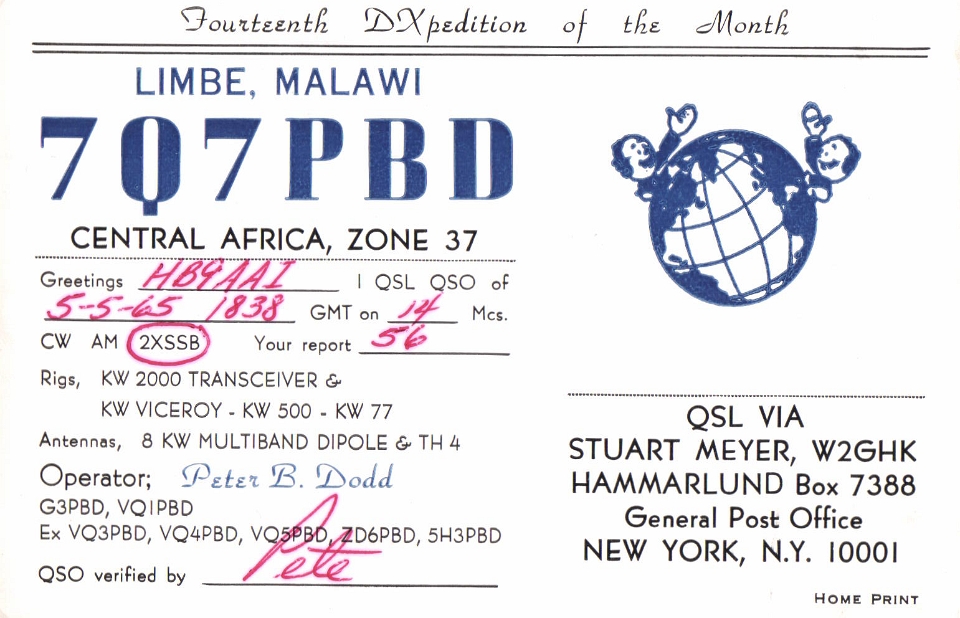 Fourteenth DXpedition of the Month
LIMBE, MALAWI
7Q7PBD
CENTRAL AFRICA, ZONE 37
Greetings HB9AAI I QSL QSO of
5-5-65 1838 GMT on 14 Mcs.
CW AM 2XSSB Your report 56
Rigs, KW 2000 TRANSCEIVER &
KW VICEROY - KW 500 - KW 77
Antennas, 8 KW MULTIBAND DIPOLE & TH 4
Operator; Peter B. Dodd
G3PBD, VQ1PBD
Ex VQ3PBD, VQ4PBD, VQ5PBD, ZD6PBD, 5H3PBD
QSO verified by Pete
QSL VIA
STUART MEYER, W2GHK
HAMMARLUND Box 7388
General Post Office
NEW YORK, N.Y. 10001
HOME PRINT